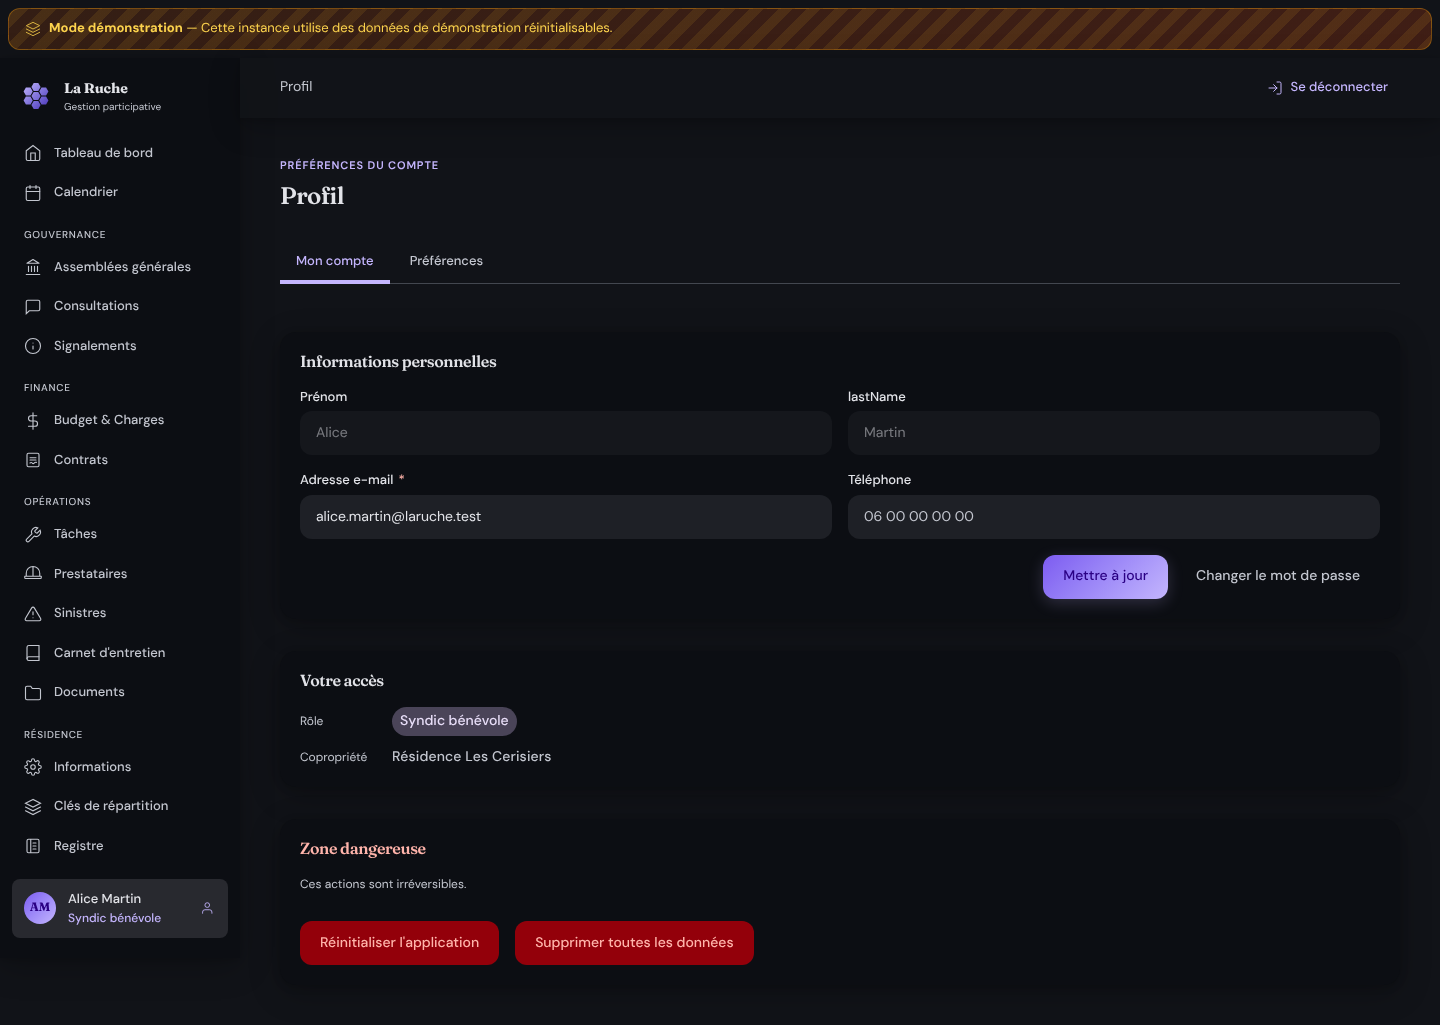 Mode démonstration — Cette instance utilise des données de démonstration réinitialisables.
La Ruche
Gestion participative
Tableau de bord
Calendrier
GOUVERNANCE
Assemblées générales
Consultations
Signalements
FINANCE
Budget & Charges
Contrats
OPÉRATIONS
Tâches
Prestataires
Sinistres
Carnet d'entretien
Documents
RÉSIDENCE
Informations
Clés de répartition
Registre
AM
Alice Martin
Syndic bénévole
Profil
Se déconnecter
PRÉFÉRENCES DU COMPTE
Profil
Mon compte
Préférences
Informations personnelles
Prénom
Alice
lastName
Martin
Adresse e-mail *
alice.martin@laruche.test
Téléphone
06 00 00 00 00
Mettre à jour
Changer le mot de passe
Votre accès
Rôle
Syndic bénévole
Copropriété
Résidence Les Cerisiers
Zone dangereuse
Ces actions sont irréversibles.
Réinitialiser l'application
Supprimer toutes les données